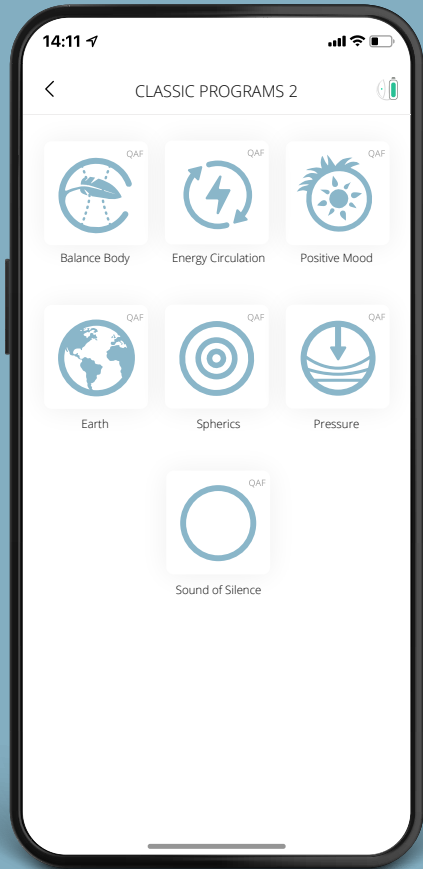 14:11
CLASSIC PROGRAMS 2
QAF
QAF
QAF
Balance Body
Energy Circulation
Positive Mood
QAF
QAF
QAF
Earth
Spherics
Pressure
QAF
Sound of Silence